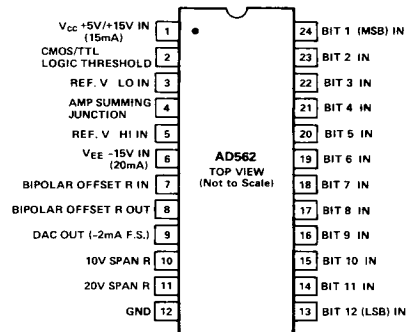 Vcc +5V/+15V IN
(15mA)
1
CMOS/TTL
LOGIC THRESHOLD
2
REF. V LO IN
3
AMP SUMMING
JUNCTION
4
REF. V HI IN
5
VEE -15V IN
(20mA)
6
BIPOLAR OFFSET R IN
7
BIPOLAR OFFSET R OUT
8
DAC OUT (-2mA F.S.)
9
10V SPAN R
10
20V SPAN R
11
GND
12
AD562
TOP VIEW
(Not to Scale)
24 BIT 1 (MSB) IN
23 BIT 2 IN
22 BIT 3 IN
21 BIT 4 IN
20 BIT 5 IN
19 BIT 6 IN
18 BIT 7 IN
17 BIT 8 IN
16 BIT 9 IN
15 BIT 10 IN
14 BIT 11 IN
13 BIT 12 (LSB) IN